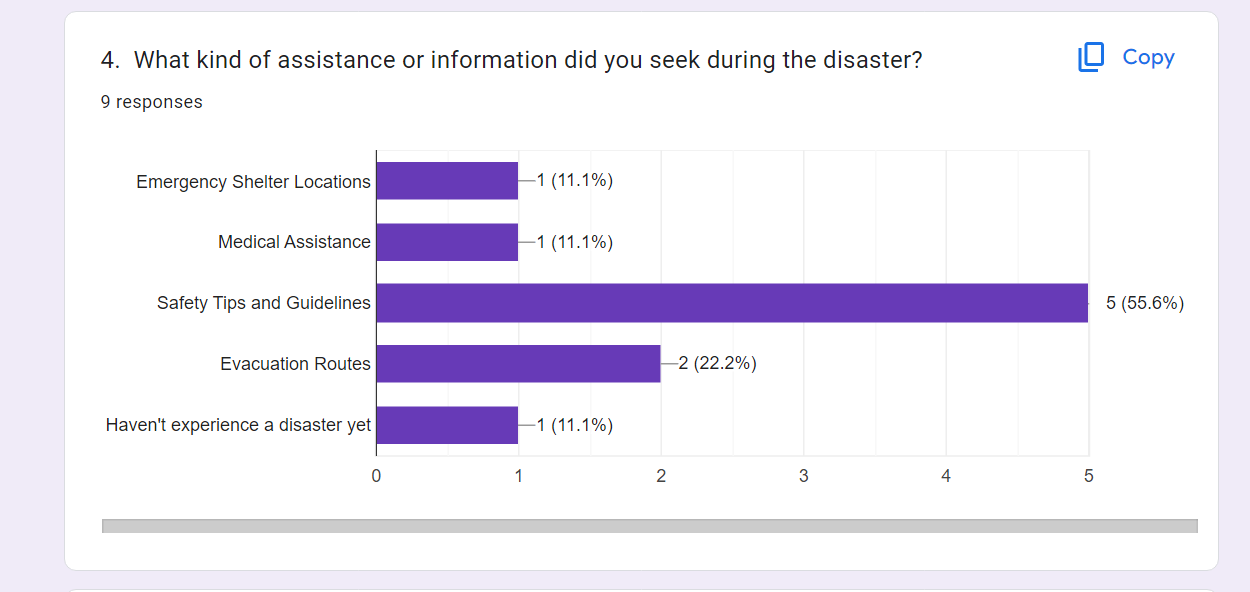 4. What kind of assistance or information did you seek during the disaster?
Copy
9 responses
Emergency Shelter Locations
1 (11.1%)
Medical Assistance
1 (11.1%)
Safety Tips and Guidelines
5 (55.6%)
Evacuation Routes
2 (22.2%)
Haven't experience a disaster yet
1 (11.1%)
0 1 2 3 4 5